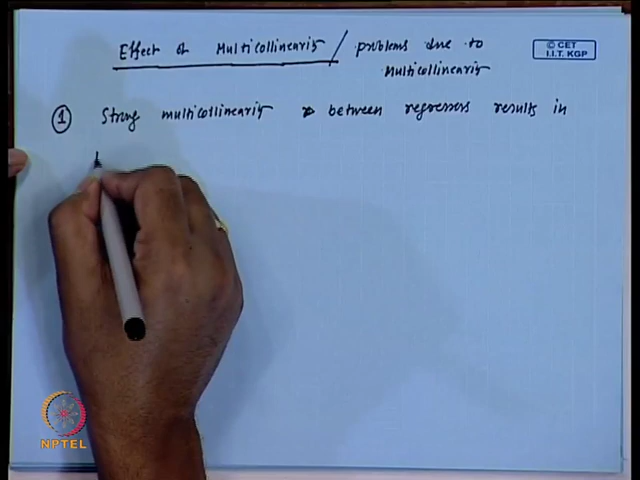 Effect of Multicollinearity / problems due to
Multicollinearity
© CET
I.I.T. KGP
1 Strong multicollinearity between regressors results in
NPTEL